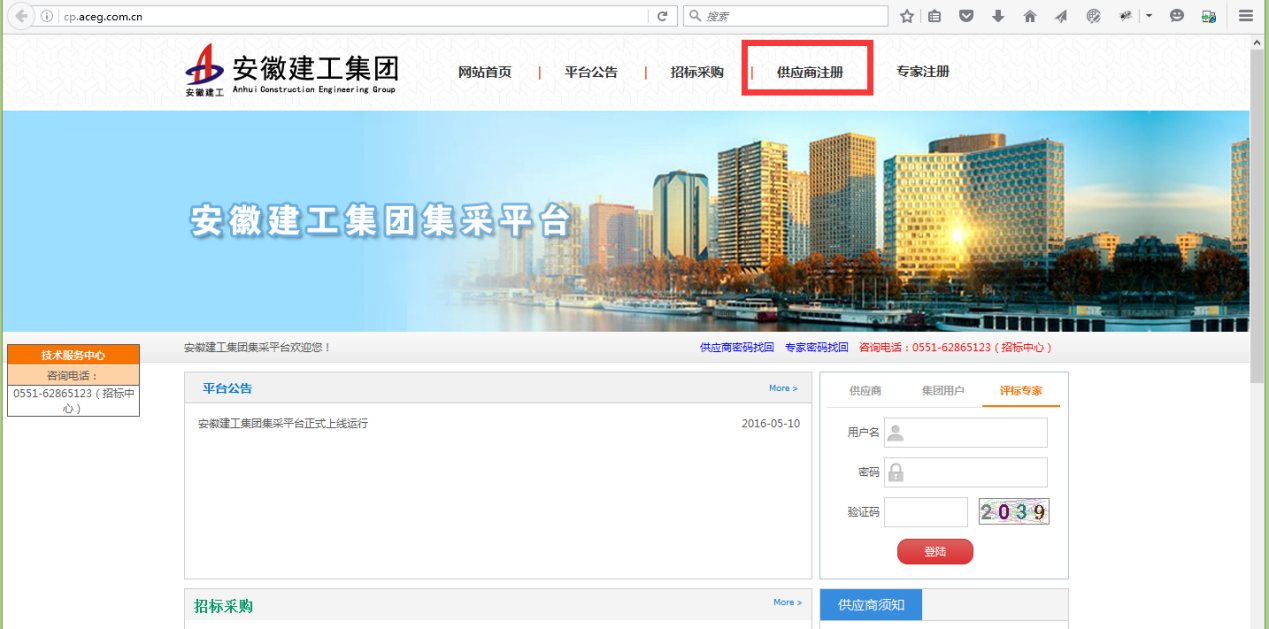 cp.aceg.com.cn
搜索
安徽建工集团
安徽建工 Anhui Construction Engineering Group
网站首页 | 平台公告 | 招标采购 | 供应商注册 专家注册
安徽建工集团集采平台
安徽建工集团集采平台欢迎您！ 供应商密码找回 专家密码找回 咨询电话：0551-62865123（招标中心）
技术服务中心
咨询电话：
0551-62865123（招标中
心）
平台公告 More >
安徽建工集团集采平台正式上线运行 2016-05-10
供应商 集团用户 评标专家
用户名
密码
验证码 2039
登陆
招标采购 More >
供应商须知